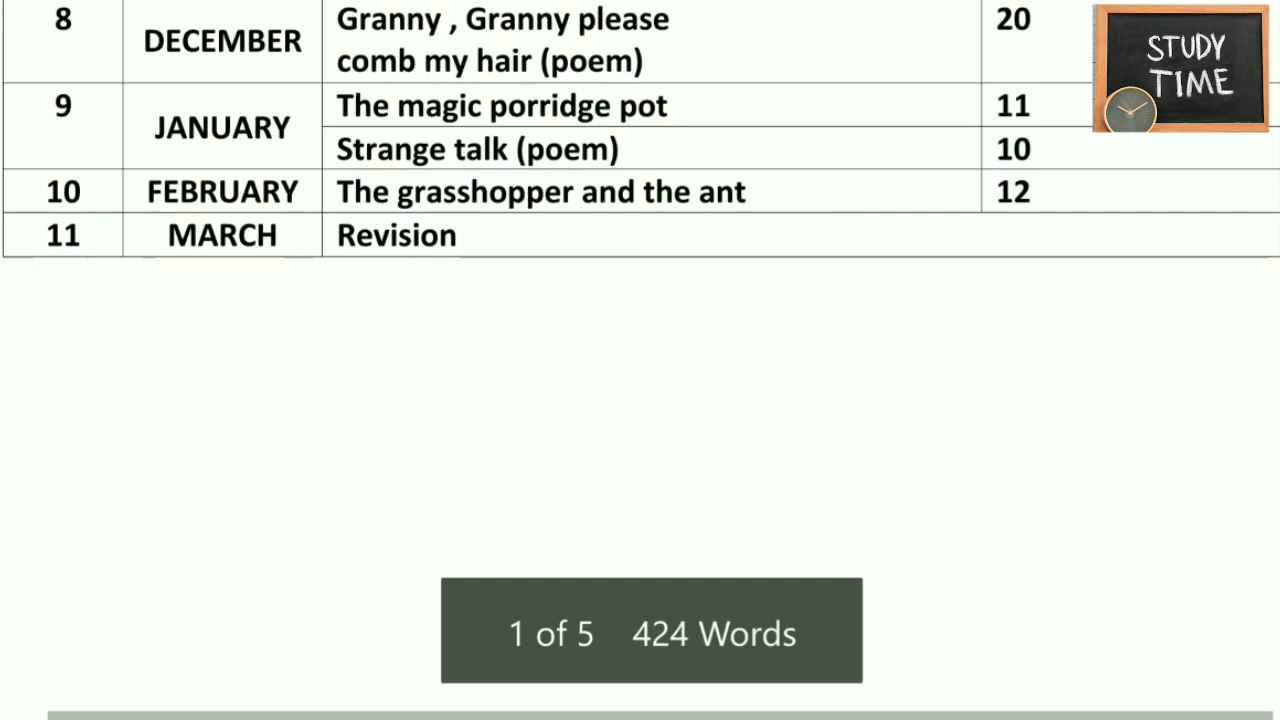 8 DECEMBER Granny , Granny please 20
comb my hair (poem)
9 JANUARY The magic porridge pot 11
Strange talk (poem) 10
10 FEBRUARY The grasshopper and the ant 12
11 MARCH Revision
STUDY
TIME
1 of 5 424 Words